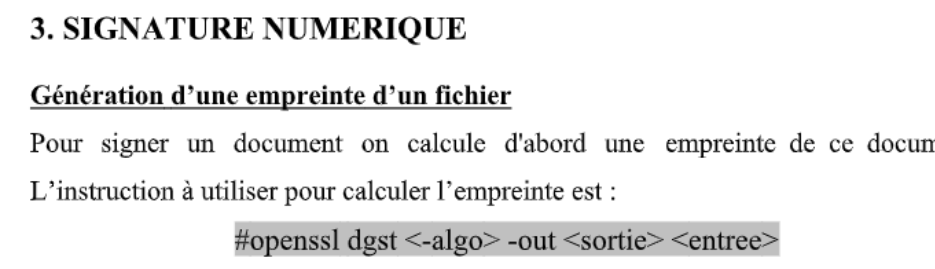 3. SIGNATURE NUMERIQUE
Génération d’une empreinte d’un fichier
Pour signer un document on calcule d'abord une empreinte de ce
L’instruction à utiliser pour calculer l’empreinte est :
#openssl dgst <-algo> -out <sortie> <entree>